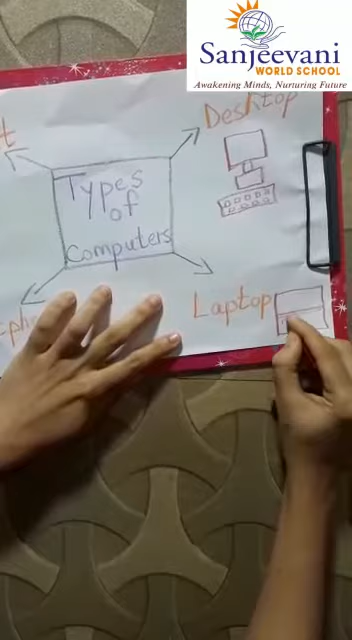 Sanjeevani
WORLD SCHOOL
Awakening Minds, Nurturing Future
Desktop
Types
of
Computers
Laptop